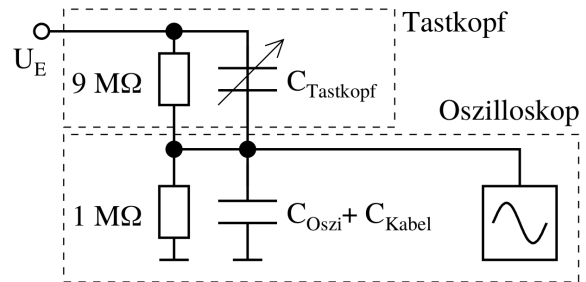 Tastkopf
U_E
9 MΩ
C_Tastkopf
Oszilloskop
1 MΩ
C_Oszi + C_Kabel